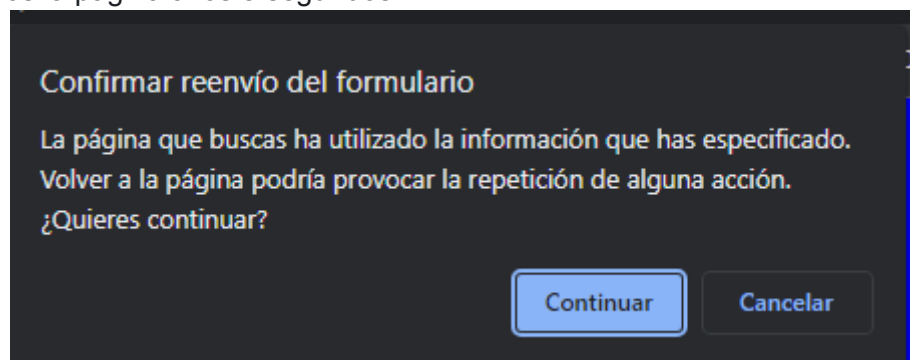 Confirmar reenvío del formulario
La página que buscas ha utilizado la información que has especificado.
Volver a la página podría provocar la repetición de alguna acción.
¿Quieres continuar?
Continuar
Cancelar